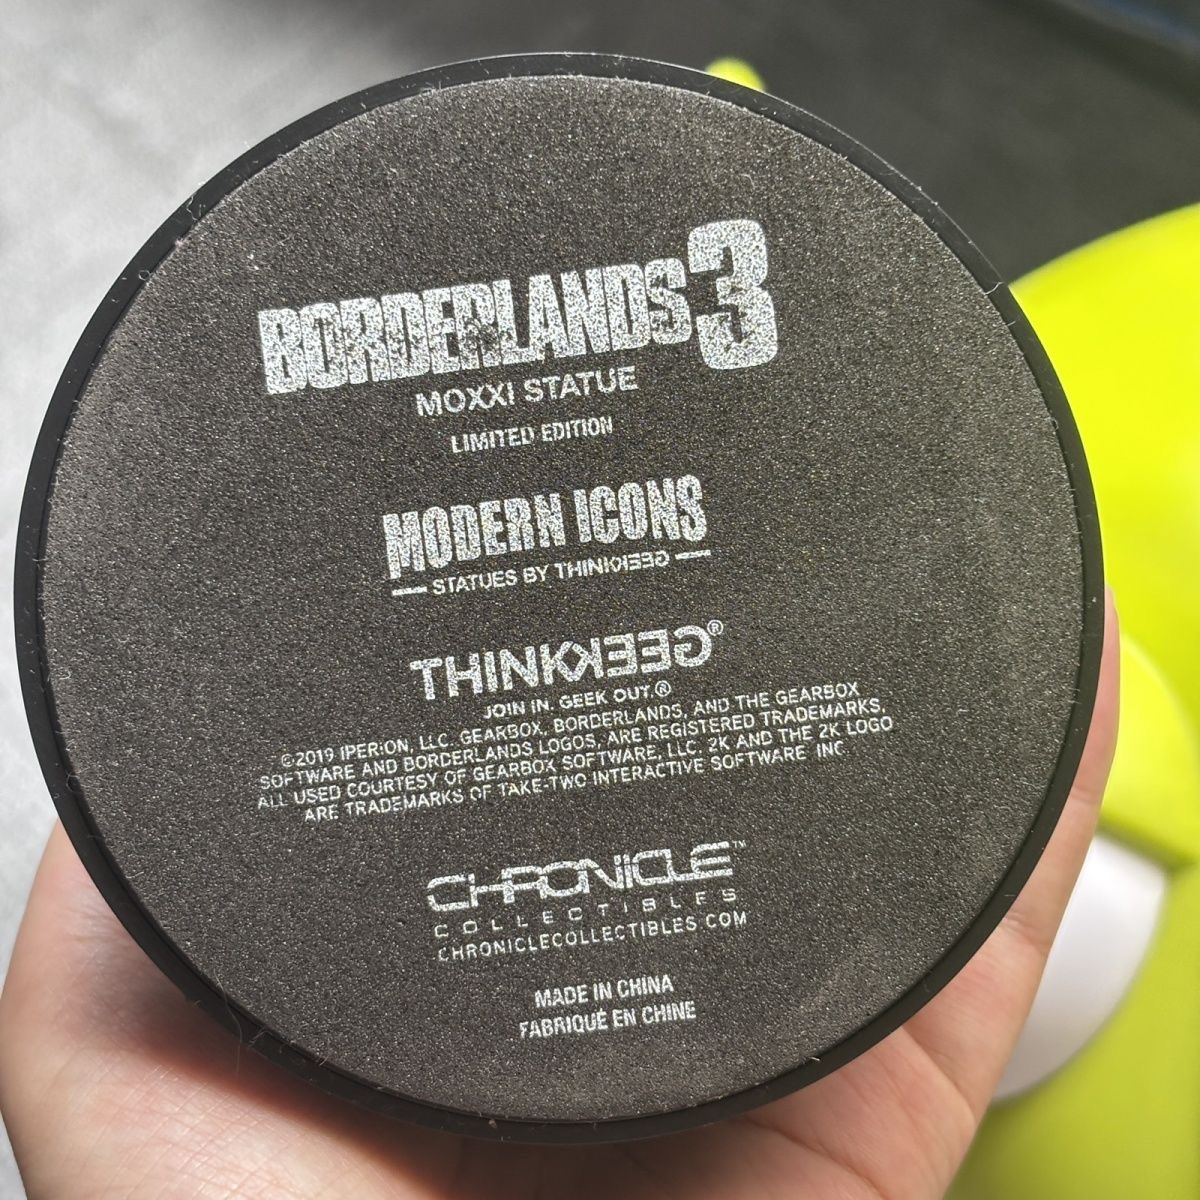 BORDERLANDS 3
MOXXI STATUE
LIMITED EDITION
MODERN ICONS
STATUES BY THINKGEEK
THINKGEEK®
JOIN IN. GEEK OUT.®
©2019 IPERION, LLC. GEARBOX, BORDERLANDS, AND THE GEARBOX
SOFTWARE AND BORDERLANDS LOGOS, ARE REGISTERED TRADEMARKS,
ALL USED COURTESY OF GEARBOX SOFTWARE, LLC. 2K AND THE 2K LOGO
ARE TRADEMARKS OF TAKE-TWO INTERACTIVE SOFTWARE INC
CHRONICLE™
COLLECTIBLES
CHRONICLECOLLECTIBLES.COM
MADE IN CHINA
FABRIQUÉ EN CHINE